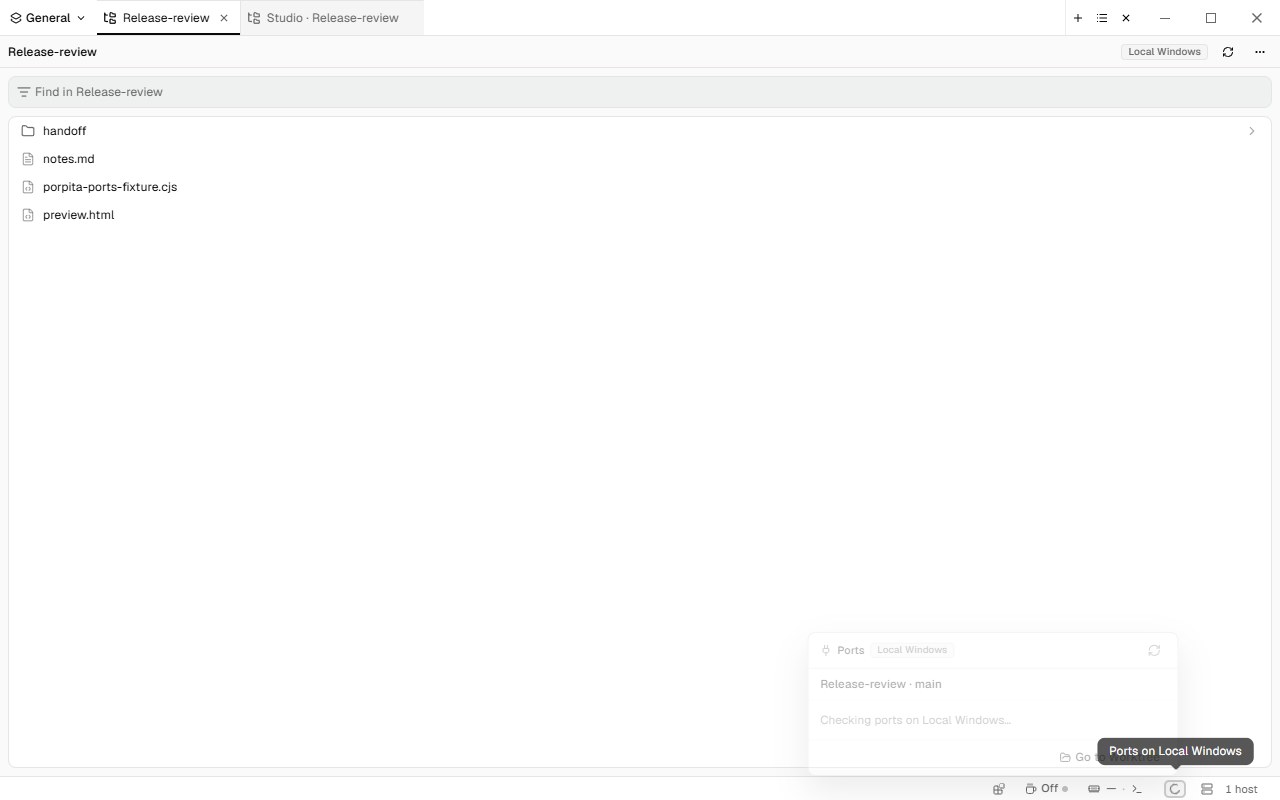 General
Release-review
Studio · Release-review
Release-review
Local Windows
Find in Release-review
handoff
notes.md
porpita-ports-fixture.cjs
preview.html
Ports
Local Windows
Release-review · main
Checking ports on Local Windows…
Go to
Ports on Local Windows
Off
1 host